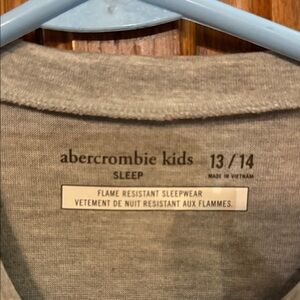 abercrombie kids 13 / 14
SLEEP MADE IN VIETNAM
FLAME RESISTANT SLEEPWEAR
VETEMENT DE NUIT RESISTANT AUX FLAMMES.